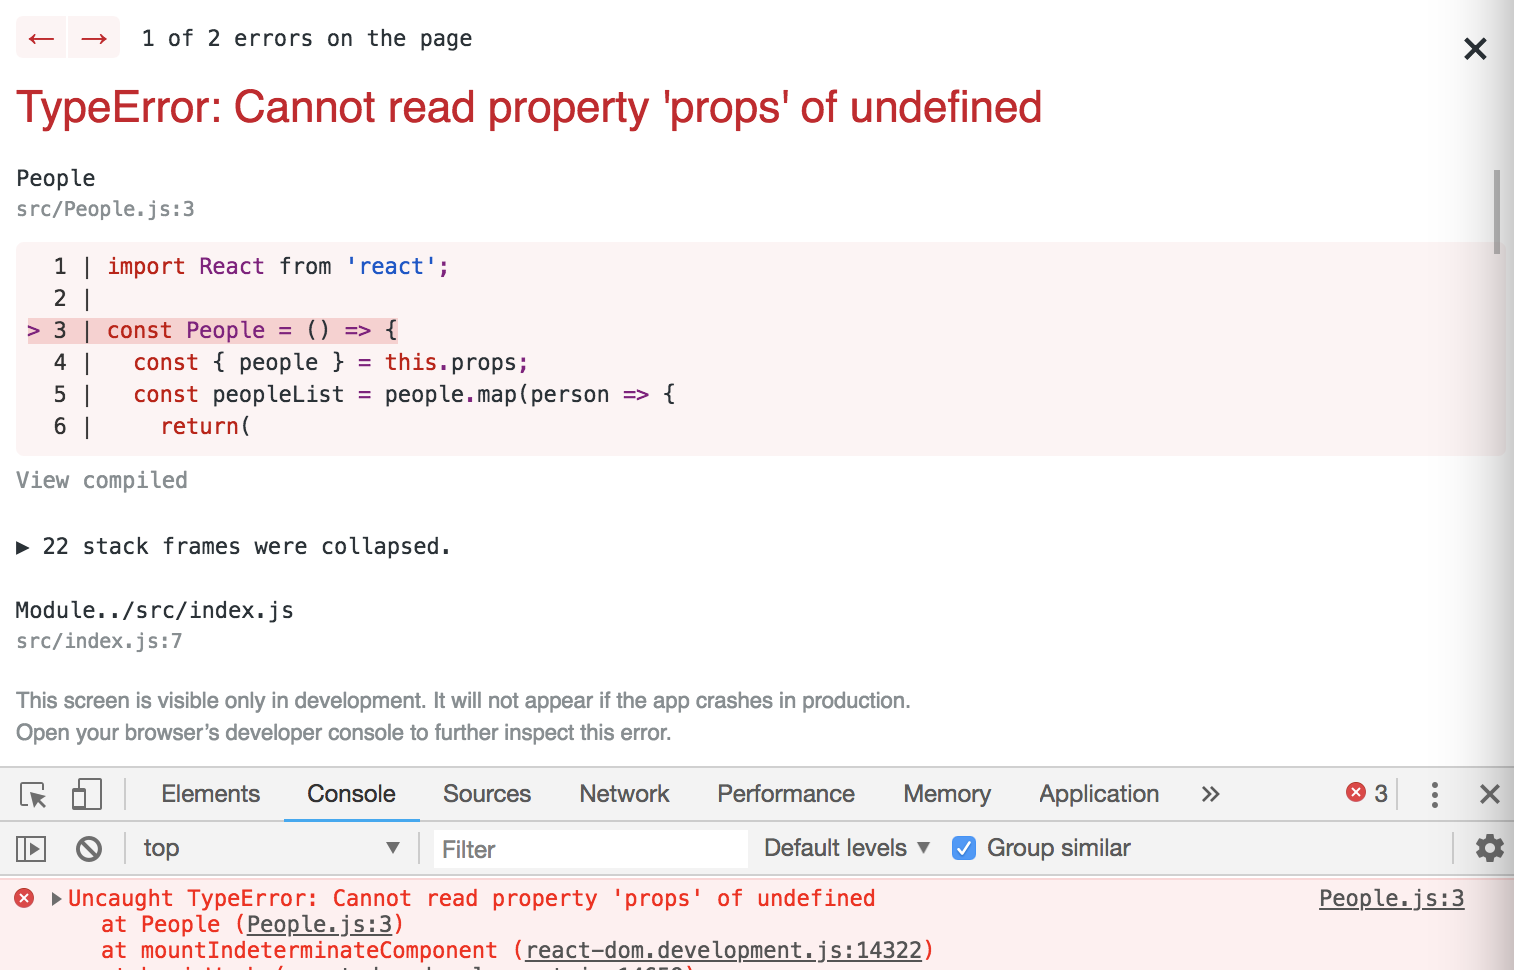 ← → 1 of 2 errors on the page
TypeError: Cannot read property 'props' of undefined
People
src/People.js:3
1 | import React from 'react';
2 |
> 3 | const People = () => {
4 |   const { people } = this.props;
5 |   const peopleList = people.map(person => {
6 |     return(
View compiled
▶ 22 stack frames were collapsed.
Module../src/index.js
src/index.js:7
This screen is visible only in development. It will not appear if the app crashes in production.
Open your browser’s developer console to further inspect this error.
Elements Console Sources Network Performance Memory Application » 3
top ▼ Filter Default levels ▼ Group similar
▶ Uncaught TypeError: Cannot read property 'props' of undefined People.js:3
at People (People.js:3)
at mountIndeterminateComponent (react-dom.development.js:14322)